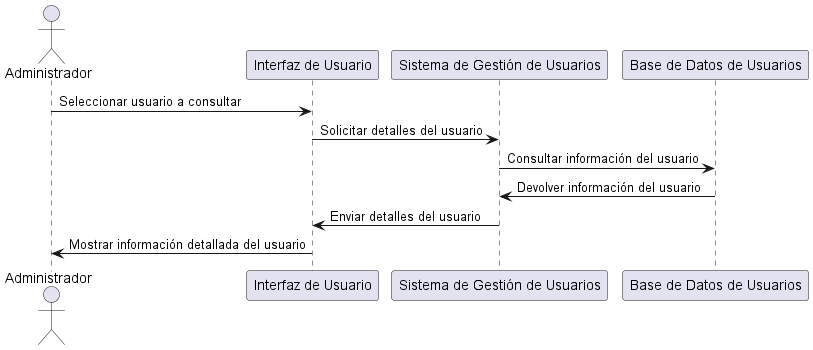 Administrador
Interfaz de Usuario
Sistema de Gestión de Usuarios
Base de Datos de Usuarios
Seleccionar usuario a consultar
Solicitar detalles del usuario
Consultar información del usuario
Devolver información del usuario
Enviar detalles del usuario
Mostrar información detallada del usuario
Administrador
Interfaz de Usuario
Sistema de Gestión de Usuarios
Base de Datos de Usuarios